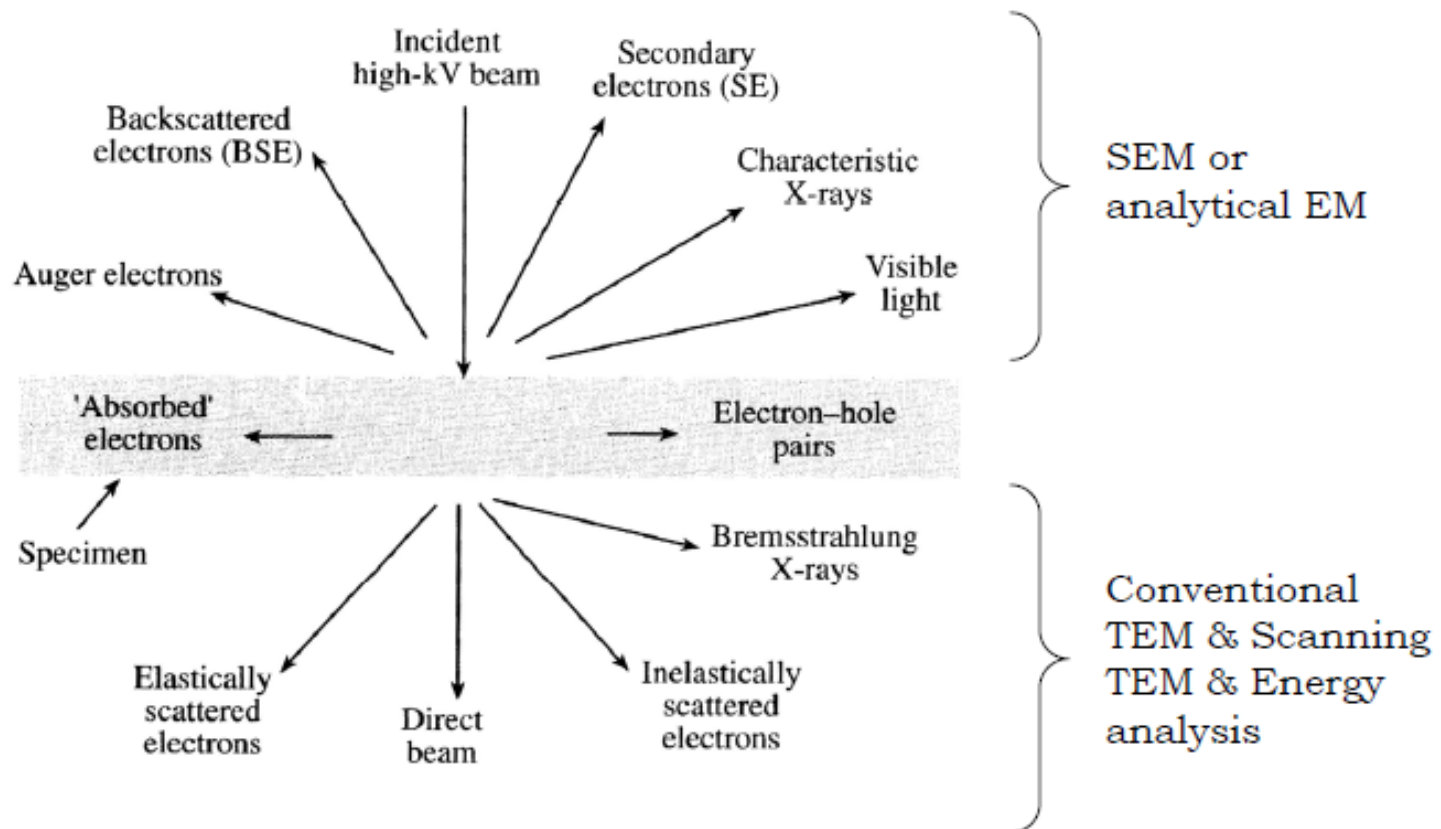 Incident
high-kV beam
Secondary
electrons (SE)
Backscattered
electrons (BSE)
Characteristic
X-rays
SEM or
analytical EM
Auger electrons
Visible
light
'Absorbed'
electrons
Electron–hole
pairs
Specimen
Bremsstrahlung
X-rays
Conventional
TEM & Scanning
TEM & Energy
analysis
Elastically
scattered
electrons
Direct
beam
Inelastically
scattered
electrons